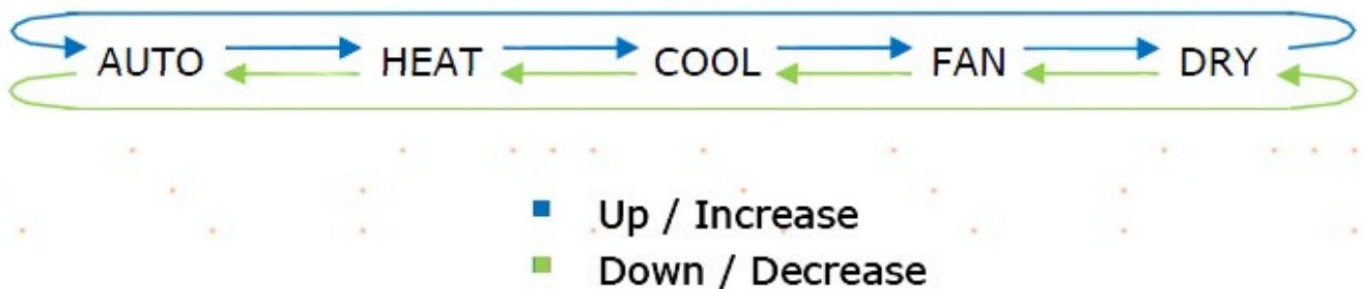 AUTO HEAT COOL FAN DRY
Up / Increase
Down / Decrease